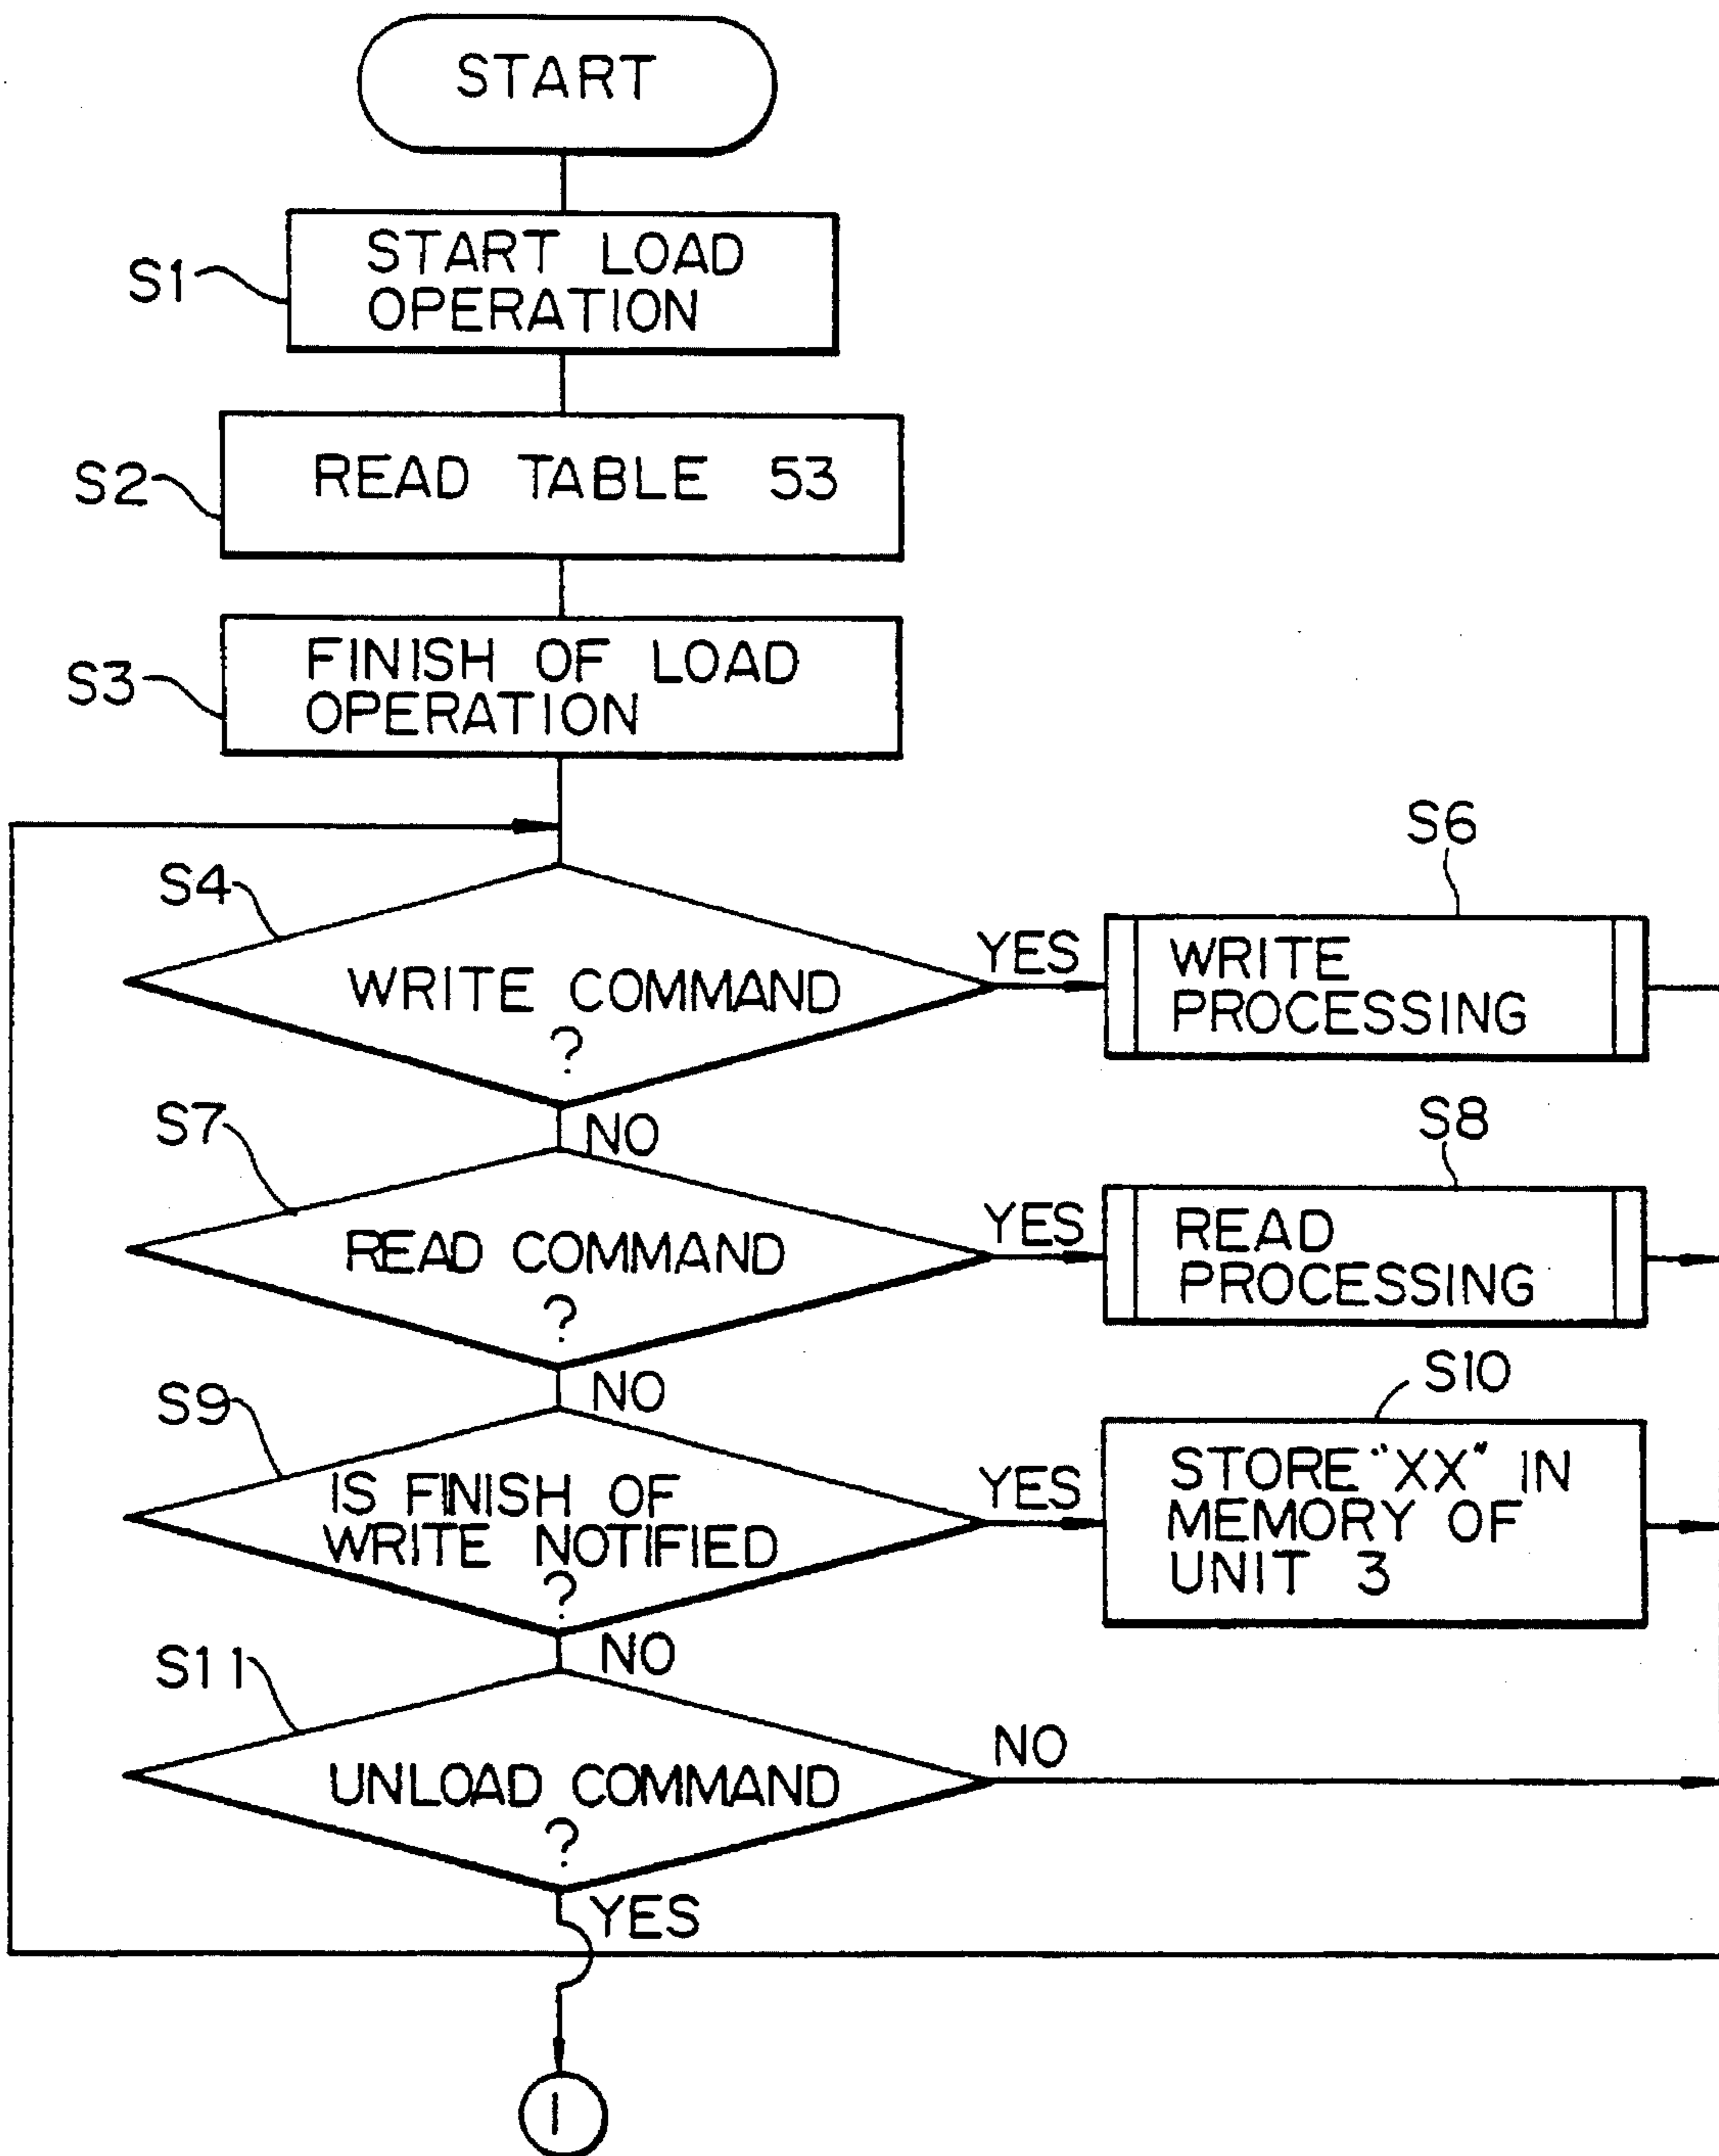 START
S1
START LOAD
OPERATION
S2
READ TABLE 53
S3
FINISH OF LOAD
OPERATION
S4
WRITE COMMAND
?
YES
S6
WRITE
PROCESSING
NO
S7
READ COMMAND
?
YES
S8
READ
PROCESSING
NO
S9
IS FINISH OF
WRITE NOTIFIED
?
YES
S10
STORE "XX" IN
MEMORY OF
UNIT 3
NO
S11
UNLOAD COMMAND
?
NO
YES
1